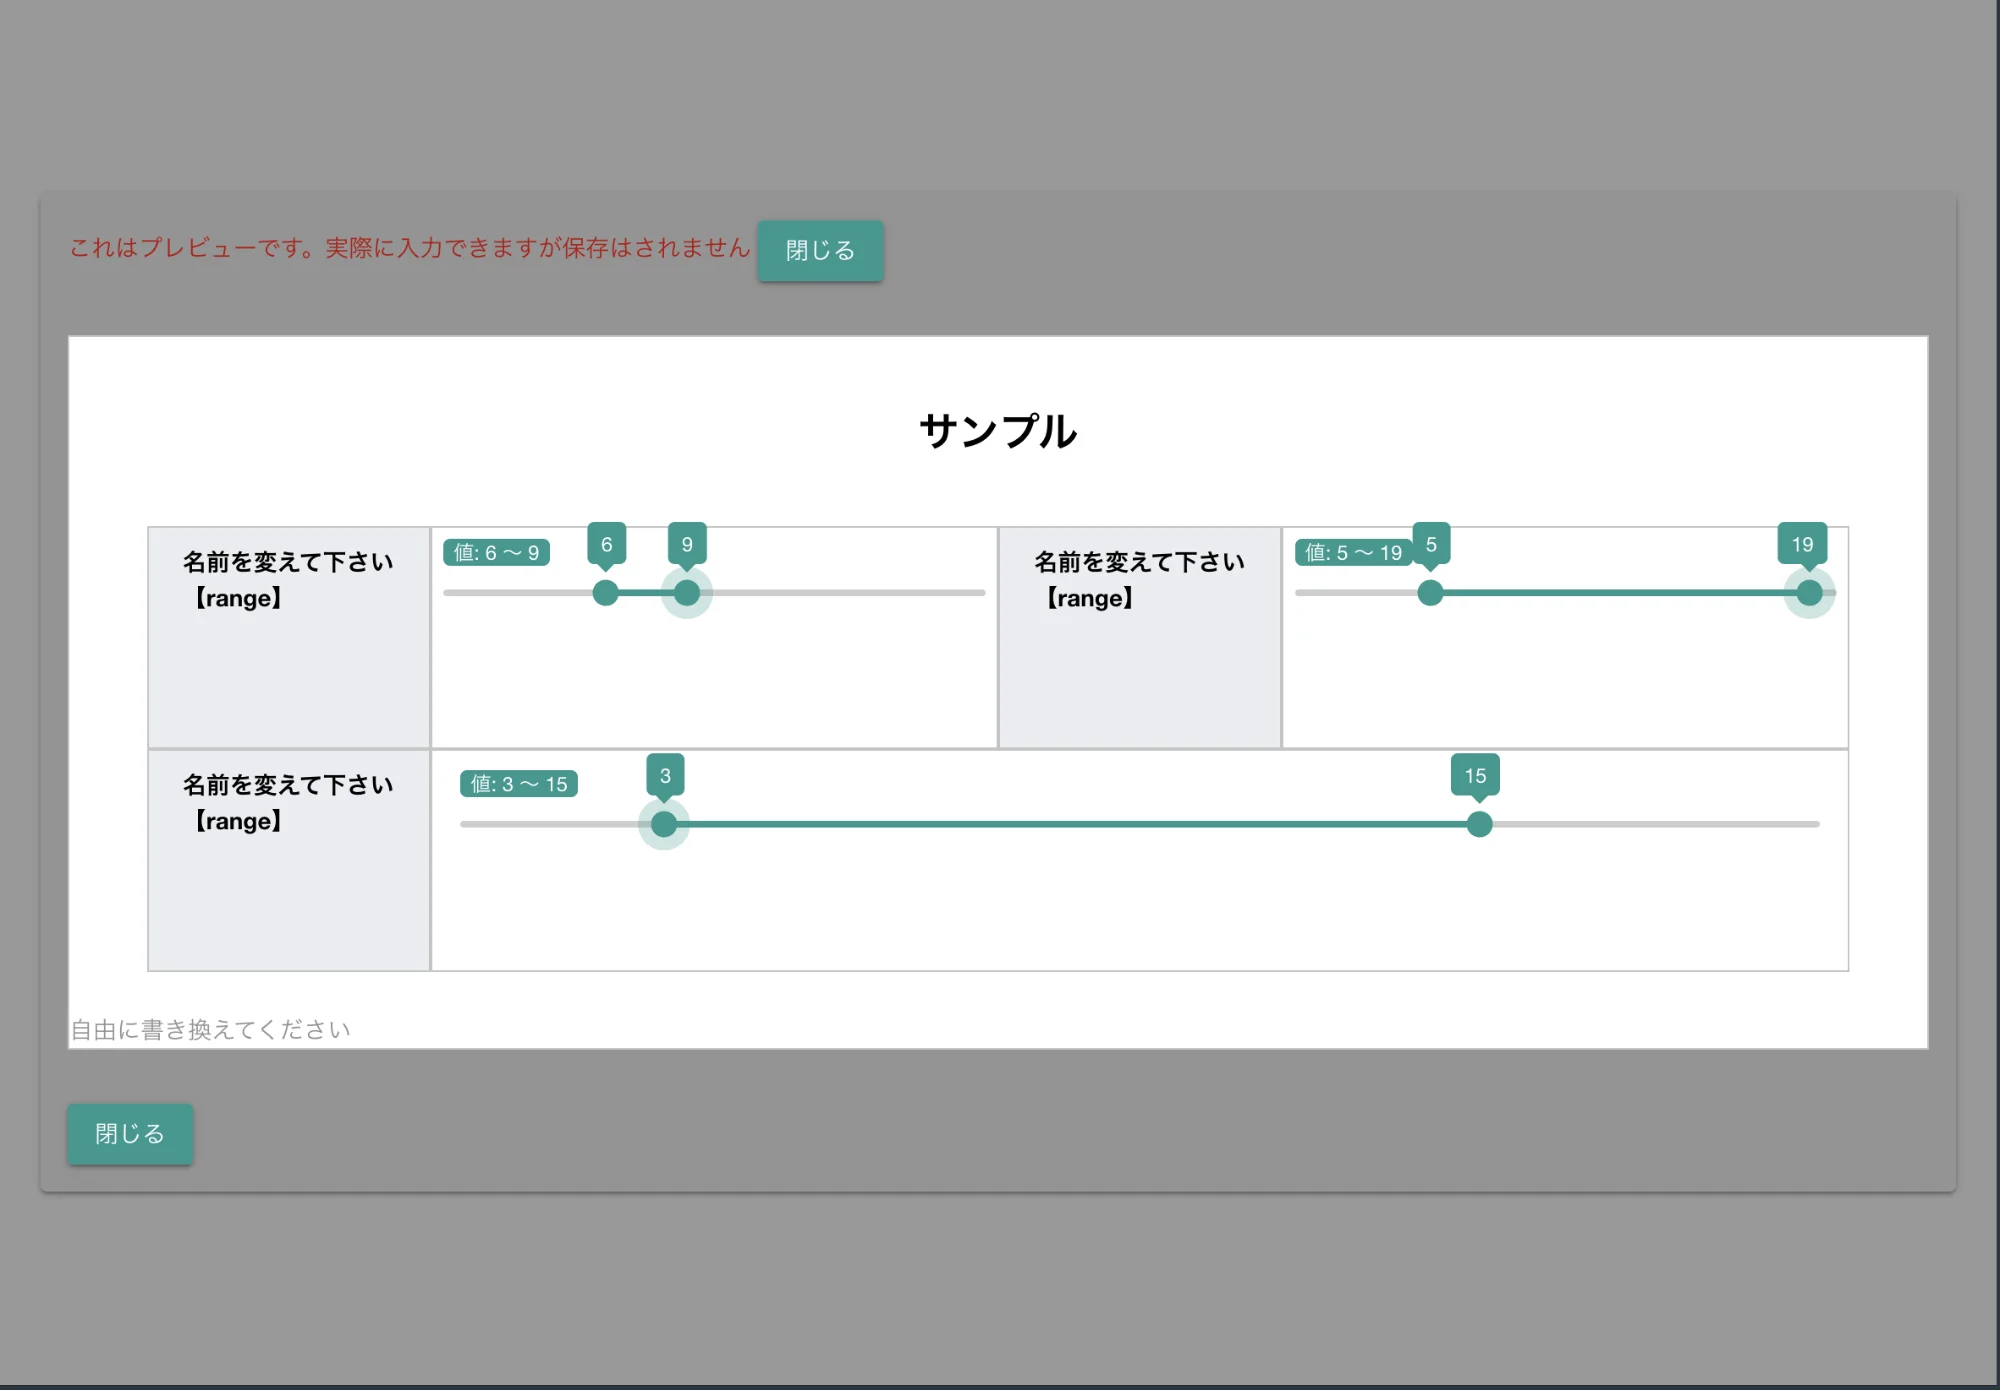 これはプレビューです。実際に入力できますが保存はされません 閉じる
サンプル
名前を変えて下さい
【range】
値: 6 〜 9
6
9
名前を変えて下さい
【range】
値: 5 〜 19
5
19
名前を変えて下さい
【range】
値: 3 〜 15
3
15
自由に書き換えてください
閉じる